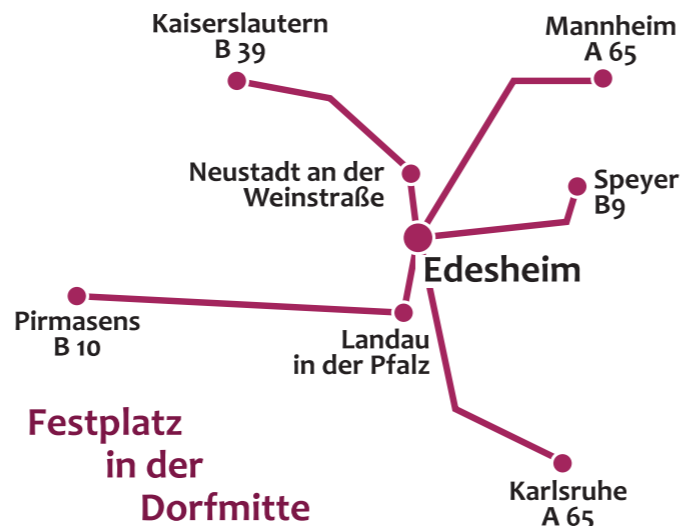 Kaiserslautern
B 39
Mannheim
A 65
Neustadt an der
Weinstraße
Speyer
B9
Edesheim
Pirmasens
B 10
Landau
in der Pfalz
Festplatz
in der
Dorfmitte
Karlsruhe
A 65